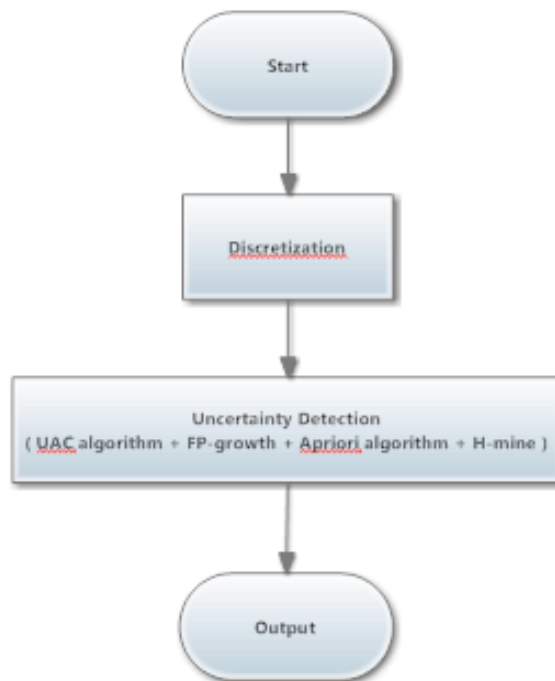 Start
Discretization
Uncertainty Detection
( UAC algorithm + FP-growth + Apriori algorithm + H-mine )
Output